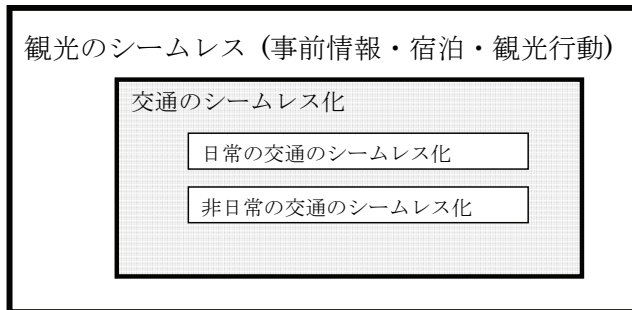 観光のシームレス (事前情報・宿泊・観光行動)
交通のシームレス化
日常の交通のシームレス化
非日常の交通のシームレス化